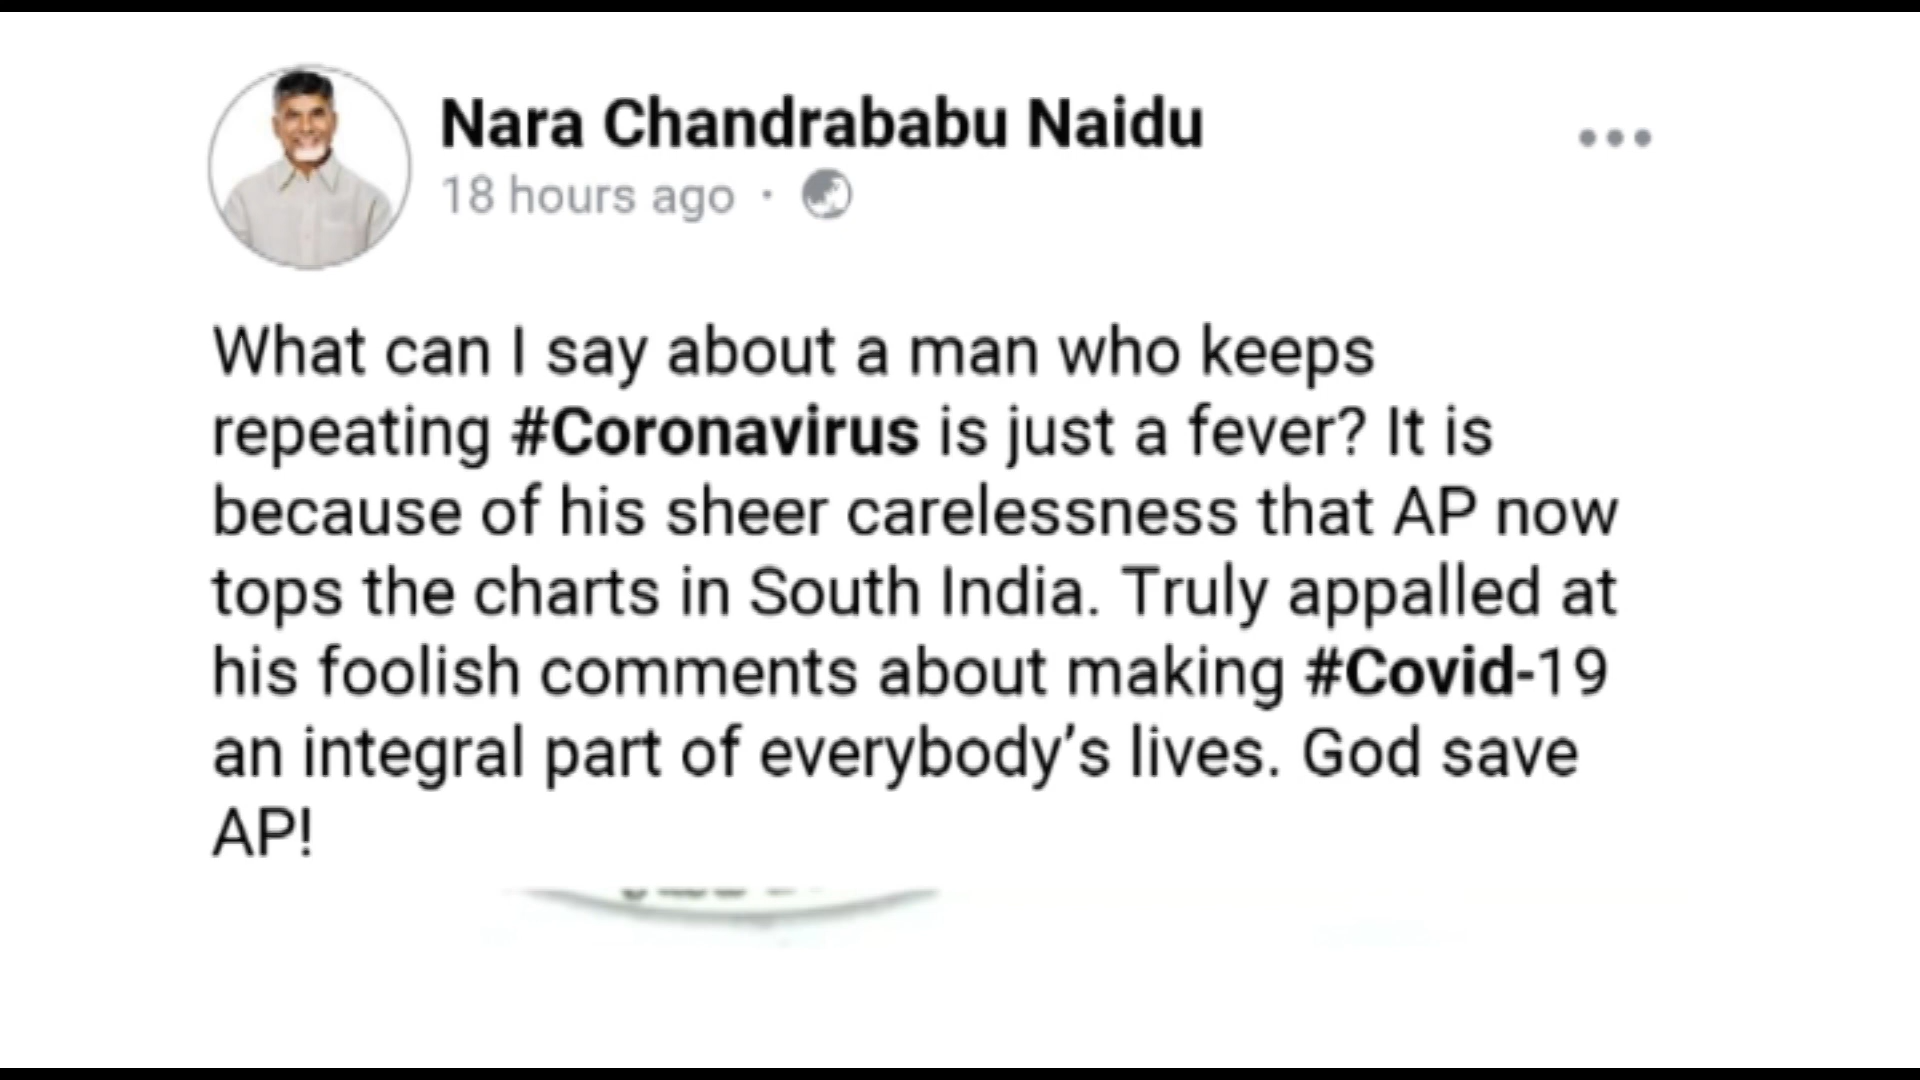 Nara Chandrababu Naidu
18 hours ago ·
What can I say about a man who keeps
repeating #Coronavirus is just a fever? It is
because of his sheer carelessness that AP now
tops the charts in South India. Truly appalled at
his foolish comments about making #Covid-19
an integral part of everybody’s lives. God save
AP!